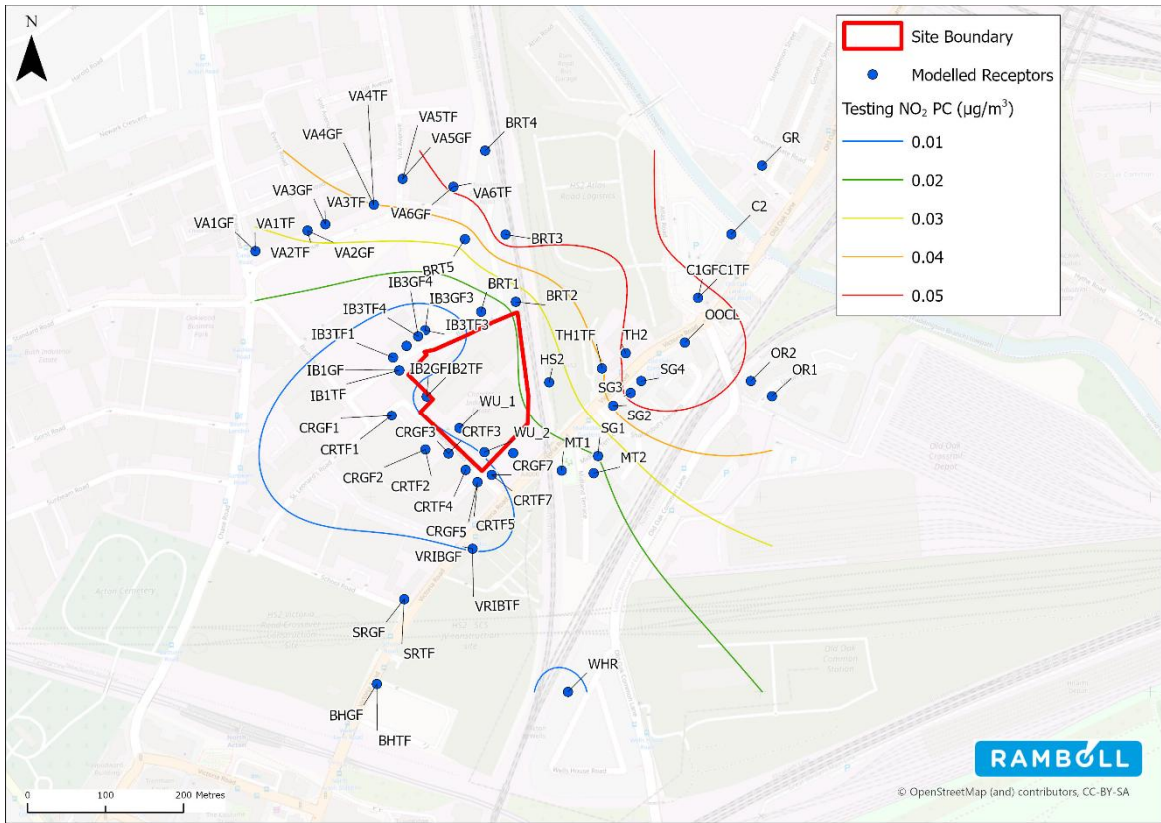 N
VA4TF
VA5TF
VA4GF
VA5GF
BRT4
GR
VA3GF
VA3TF
VA6TF
VA6GF
VA1GF
VA1TF
VA2TF
VA2GF
BRT3
C2
BRT5
IB3GF4
IB3GF3
BRT1
BRT2
C1GFC1TF
IB3TF4
IB3TF3
IB3TF1
TH1TF
TH2
OOCL
IB1GF
IB2GFIB2TF
HS2
SG4
OR2
OR1
IB1TF
SG3
SG2
WU_1
CRGF1
CRGF3
CRTF3
WU_2
SG1
CRTF1
MT1
CRGF7
MT2
CRGF2
CRTF2
CRTF4
CRTF7
CRGF5
CRTF5
VRIBGF
VRIBTF
SRGF
SRTF
WHR
BHGF
BHTF
Site Boundary
Modelled Receptors
Testing NO₂ PC (µg/m³)
0.01
0.02
0.03
0.04
0.05
0 100 200 Metres
RAMBOLL
© OpenStreetMap (and) contributors, CC-BY-SA